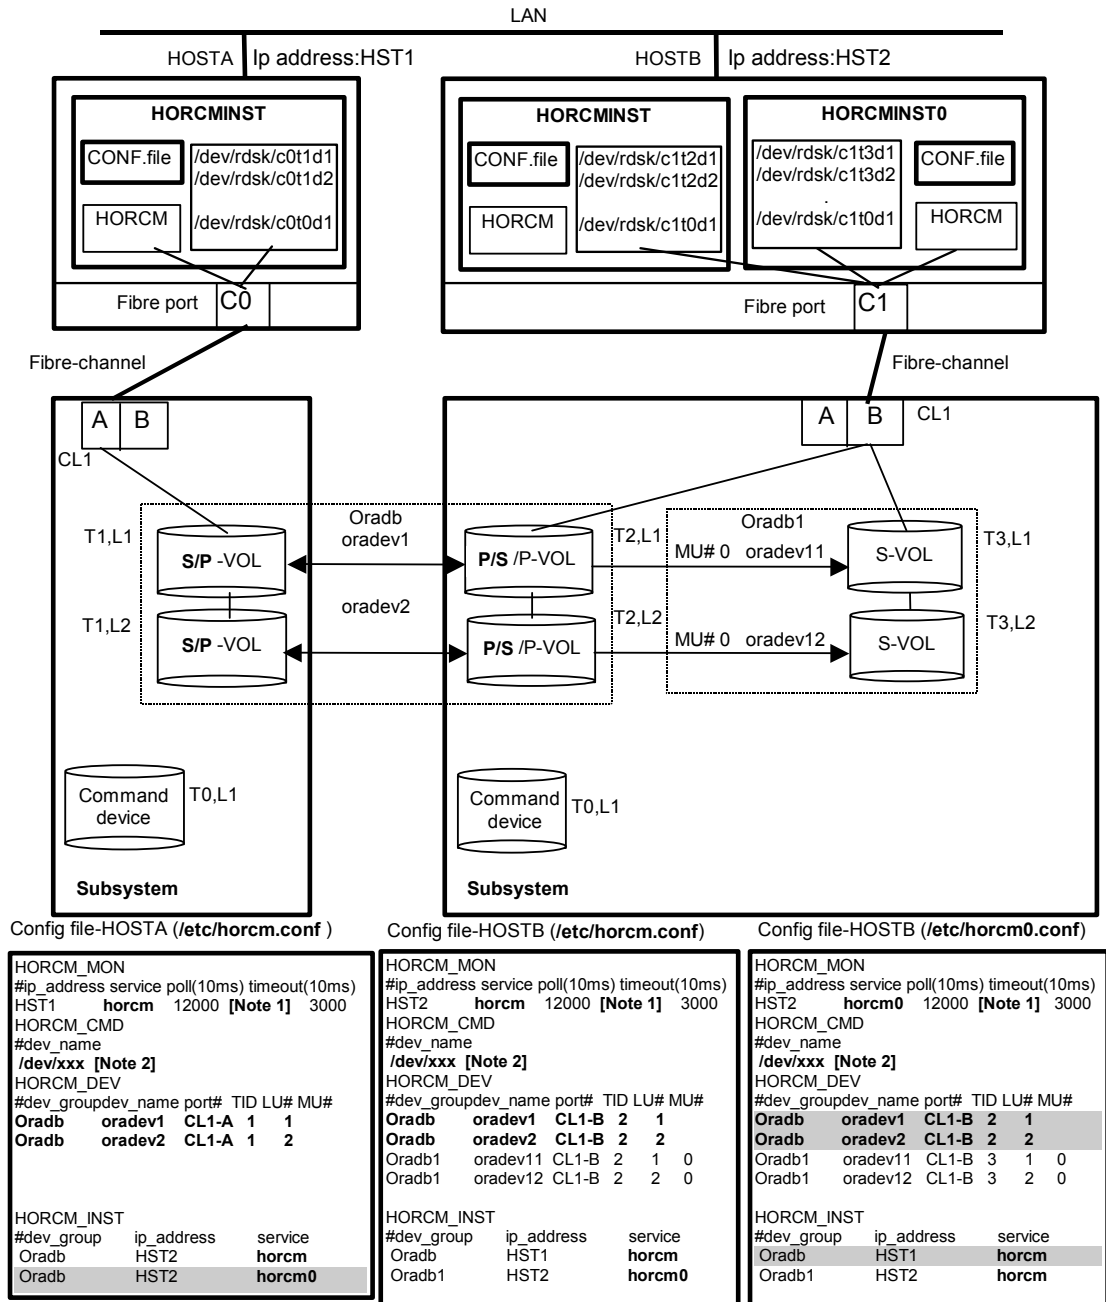 LAN
HOSTA Ip address:HST1
HOSTB Ip address:HST2
HORCMINST
CONF.file
/dev/rdsk/c0t1d1
/dev/rdsk/c0t1d2
HORCM
/dev/rdsk/c0t0d1
HORCMINST
CONF.file
/dev/rdsk/c1t2d1
/dev/rdsk/c1t2d2
HORCM
/dev/rdsk/c1t0d1
HORCMINST0
/dev/rdsk/c1t3d1
/dev/rdsk/c1t3d2
.
/dev/rdsk/c1t0d1
CONF.file
HORCM
Fibre port C0
Fibre port C1
Fibre-channel
Fibre-channel
A B
CL1
A B CL1
Oradb
oradev1
oradev2
T1,L1
S/P -VOL
T1,L2
S/P -VOL
P/S /P-VOL
T2,L1
P/S /P-VOL
T2,L2
Oradb1
MU# 0 oradev11
MU# 0 oradev12
S-VOL
T3,L1
S-VOL
T3,L2
Command
device
T0,L1
Command
device
T0,L1
Subsystem
Subsystem
Config file-HOSTA (/etc/horcm.conf )
HORCM_MON
#ip_address service poll(10ms) timeout(10ms)
HST1 horcm 12000 [Note 1] 3000
HORCM_CMD
#dev_name
/dev/xxx [Note 2]
HORCM_DEV
#dev_groupdev_name port# TID LU# MU#
Oradb oradev1 CL1-A 1 1
Oradb oradev2 CL1-A 1 2
HORCM_INST
#dev_group ip_address service
Oradb HST2 horcm
Oradb HST2 horcm0
Config file-HOSTB (/etc/horcm.conf)
HORCM_MON
#ip_address service poll(10ms) timeout(10ms)
HST2 horcm 12000 [Note 1] 3000
HORCM_CMD
#dev_name
/dev/xxx [Note 2]
HORCM_DEV
#dev_groupdev_name port# TID LU# MU#
Oradb oradev1 CL1-B 2 1
Oradb oradev2 CL1-B 2 2
Oradb1 oradev11 CL1-B 2 1 0
Oradb1 oradev12 CL1-B 2 2 0
HORCM_INST
#dev_group ip_address service
Oradb HST1 horcm
Oradb1 HST2 horcm0
Config file-HOSTB (/etc/horcm0.conf)
HORCM_MON
#ip_address service poll(10ms) timeout(10ms)
HST2 horcm0 12000 [Note 1] 3000
HORCM_CMD
#dev_name
/dev/xxx [Note 2]
HORCM_DEV
#dev_groupdev_name port# TID LU# MU#
Oradb oradev1 CL1-B 2 1
Oradb oradev2 CL1-B 2 2
Oradb1 oradev11 CL1-B 3 1 0
Oradb1 oradev12 CL1-B 3 2 0
HORCM_INST
#dev_group ip_address service
Oradb HST1 horcm
Oradb1 HST2 horcm